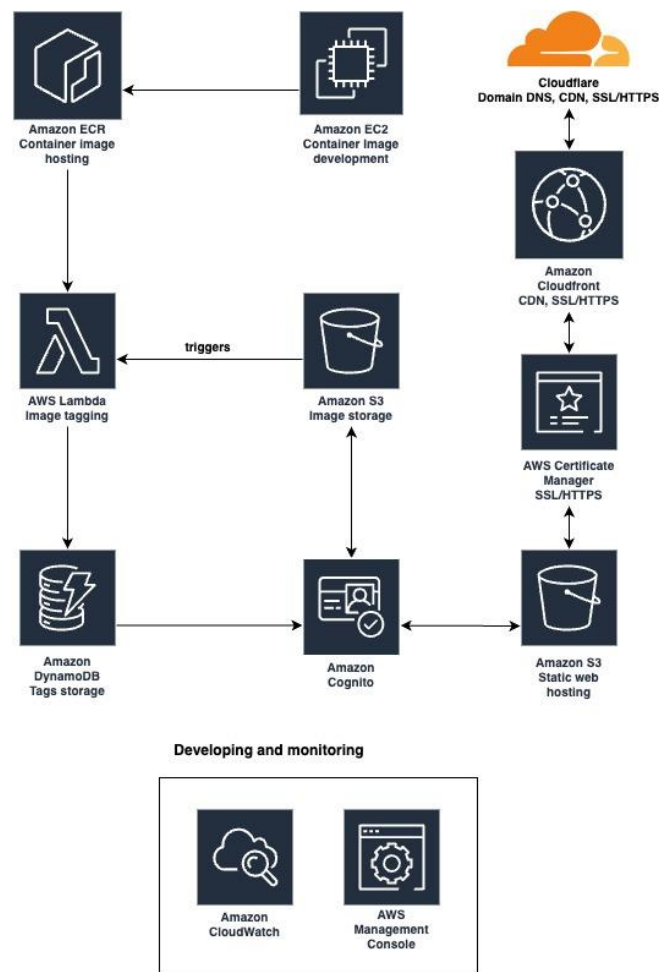 Amazon ECR
Container image
hosting
Amazon EC2
Container Image
development
Cloudflare
Domain DNS, CDN, SSL/HTTPS
Amazon
Cloudfront
CDN, SSL/HTTPS
AWS Lambda
Image tagging
triggers
Amazon S3
Image storage
AWS Certificate
Manager
SSL/HTTPS
Amazon
DynamoDB
Tags storage
Amazon
Cognito
Amazon S3
Static web
hosting
Developing and monitoring
Amazon
CloudWatch
AWS
Management
Console